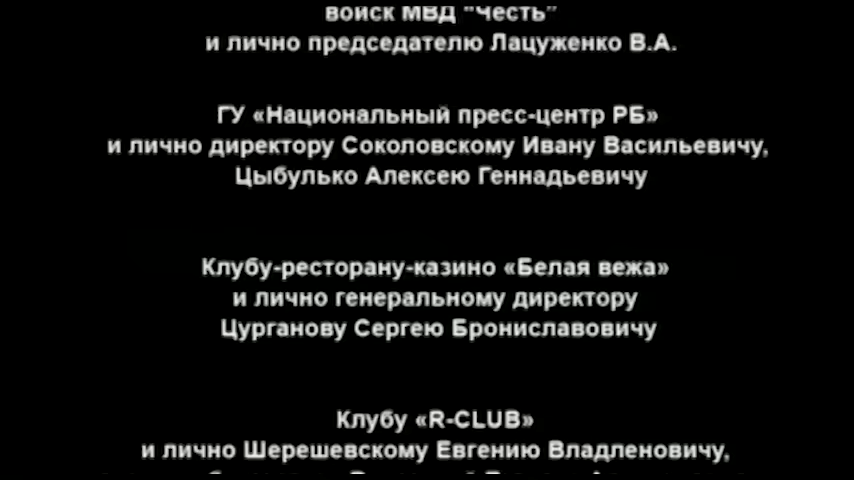 войск МВД "Честь"
и лично председателю Лацуженко В.А.
ГУ «Национальный пресс-центр РБ»
и лично директору Соколовскому Ивану Васильевичу,
Цыбулько Алексею Геннадьевичу
Клубу-ресторану-казино «Белая вежа»
и лично генеральному директору
Цурганову Сергею Брониславовичу
Клубу «R-CLUB»
и лично Шерешевскому Евгению Владленовичу,